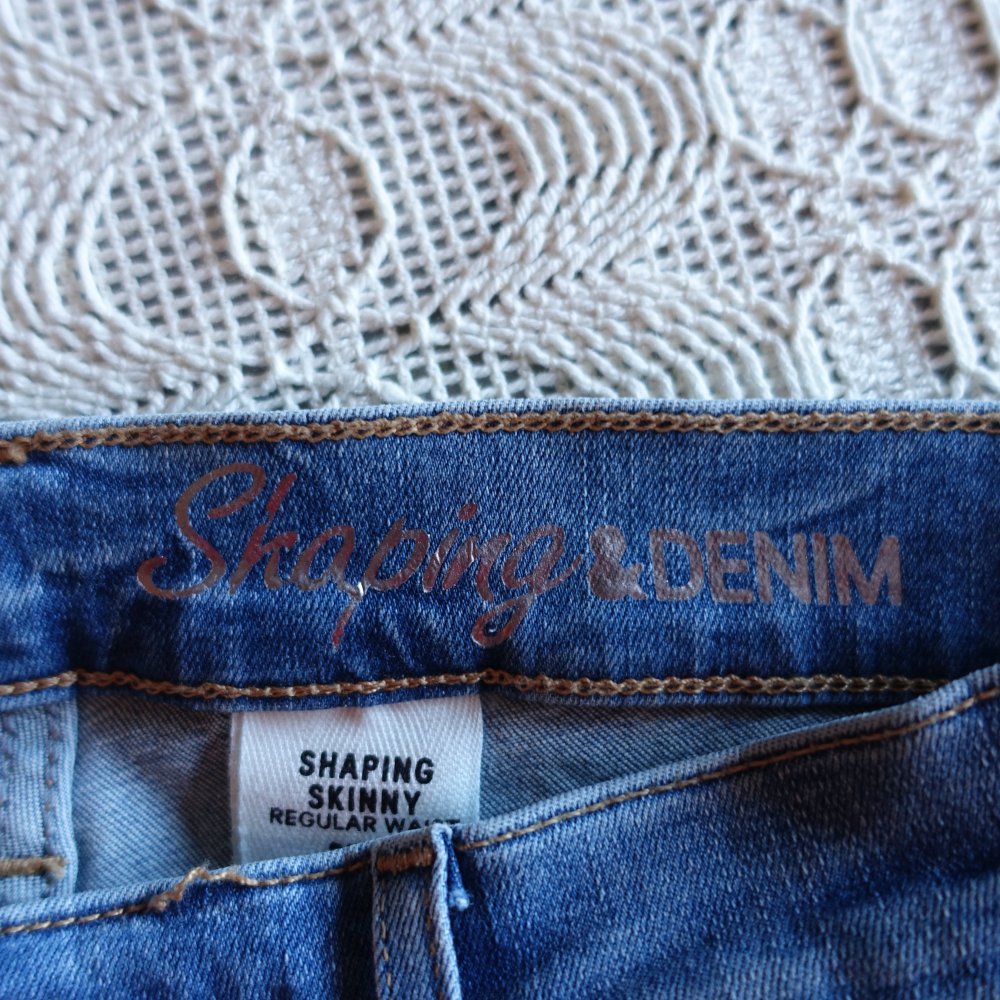 Shaping & DENIM
SHAPING
SKINNY
REGULAR WAIST